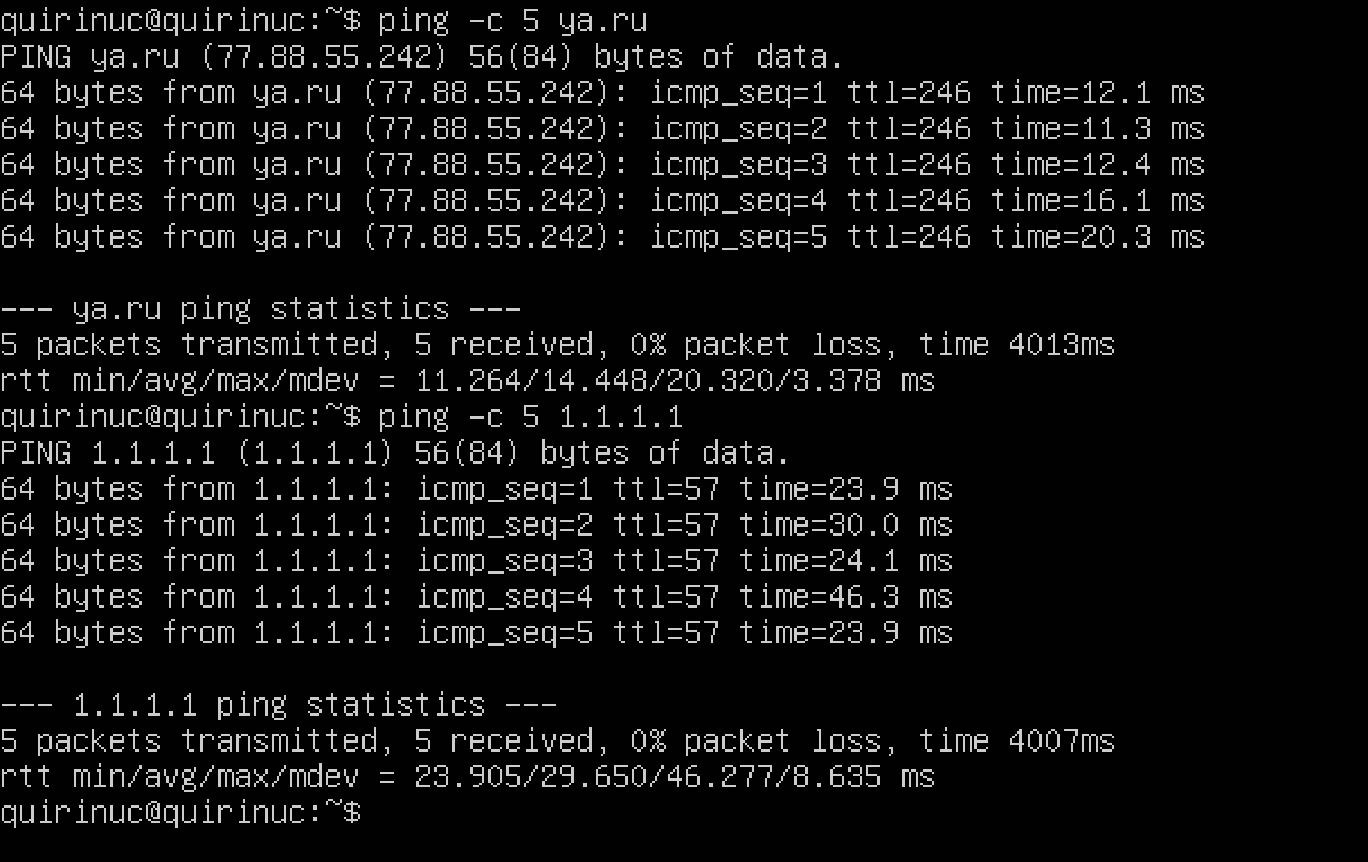 quirinuc@quirinuc:~$ ping -c 5 ya.ru
PING ya.ru (77.88.55.242) 56(84) bytes of data.
64 bytes from ya.ru (77.88.55.242): icmp_seq=1 ttl=246 time=12.1 ms
64 bytes from ya.ru (77.88.55.242): icmp_seq=2 ttl=246 time=11.3 ms
64 bytes from ya.ru (77.88.55.242): icmp_seq=3 ttl=246 time=12.4 ms
64 bytes from ya.ru (77.88.55.242): icmp_seq=4 ttl=246 time=16.1 ms
64 bytes from ya.ru (77.88.55.242): icmp_seq=5 ttl=246 time=20.3 ms
--- ya.ru ping statistics ---
5 packets transmitted, 5 received, 0% packet loss, time 4013ms
rtt min/avg/max/mdev = 11.264/14.448/20.320/3.378 ms
quirinuc@quirinuc:~$ ping -c 5 1.1.1.1
PING 1.1.1.1 (1.1.1.1) 56(84) bytes of data.
64 bytes from 1.1.1.1: icmp_seq=1 ttl=57 time=23.9 ms
64 bytes from 1.1.1.1: icmp_seq=2 ttl=57 time=30.0 ms
64 bytes from 1.1.1.1: icmp_seq=3 ttl=57 time=24.1 ms
64 bytes from 1.1.1.1: icmp_seq=4 ttl=57 time=46.3 ms
64 bytes from 1.1.1.1: icmp_seq=5 ttl=57 time=23.9 ms
--- 1.1.1.1 ping statistics ---
5 packets transmitted, 5 received, 0% packet loss, time 4007ms
rtt min/avg/max/mdev = 23.905/29.650/46.277/8.635 ms
quirinuc@quirinuc:~$